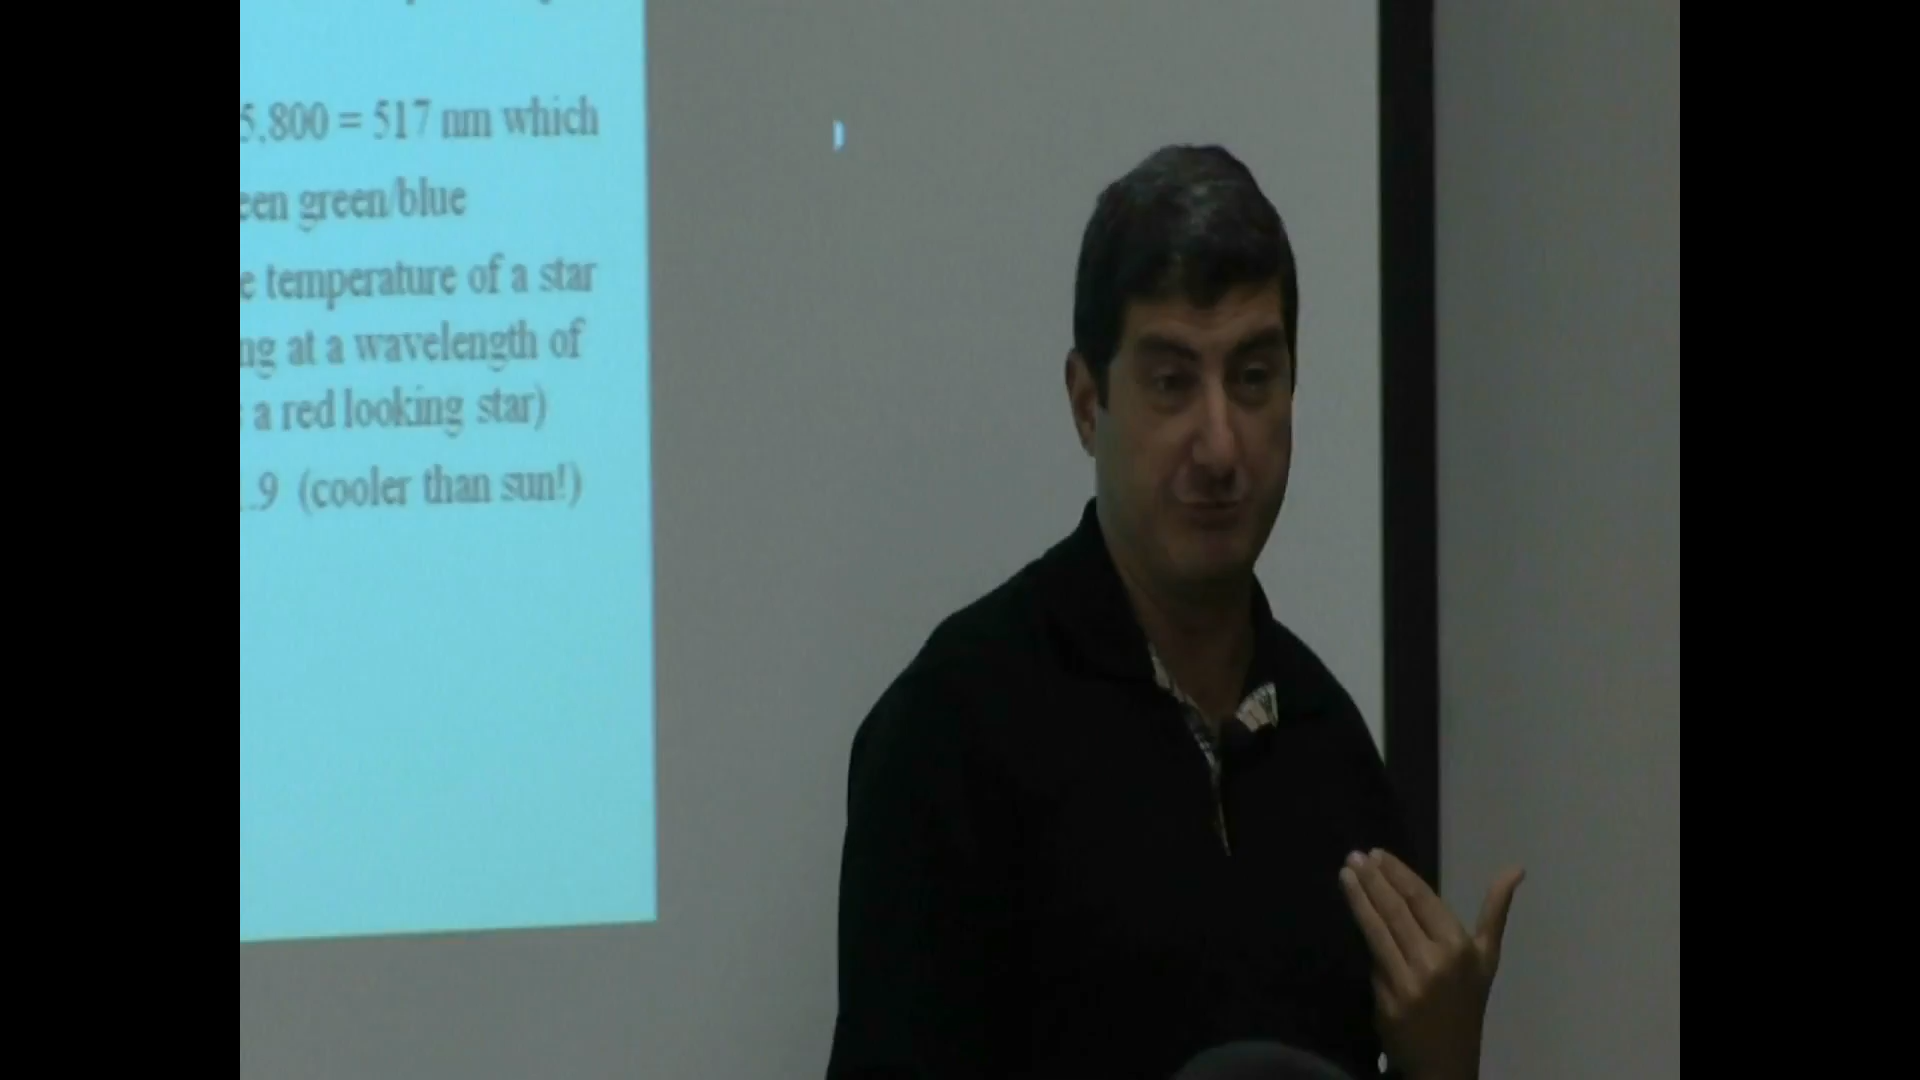 5.800 = 517 nm which
een green/blue
e temperature of a star
ng at a wavelength of
a red looking star)
.9 (cooler than sun!)